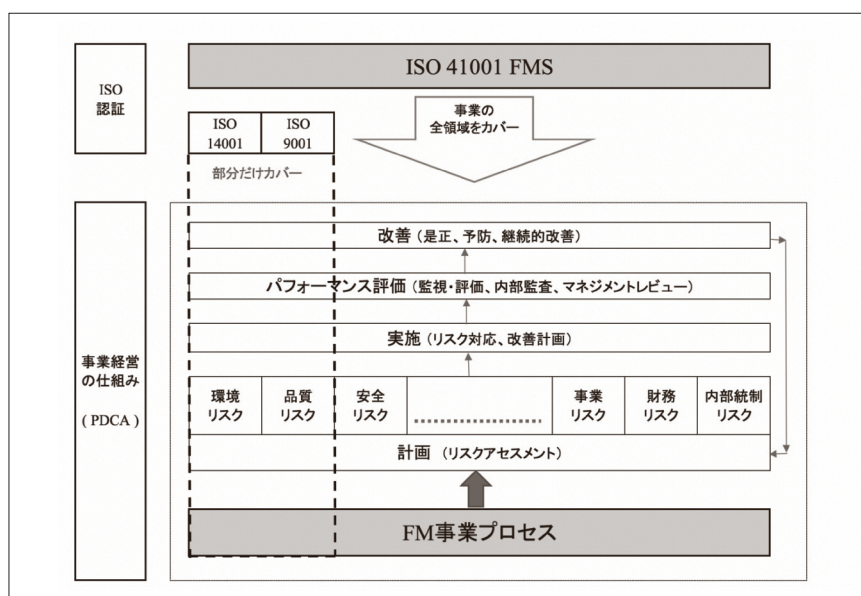 ISO
認証
ISO 41001 FMS
事業の
全領域をカバー
ISO
14001
ISO
9001
部分だけカバー
事業経営
の仕組み
( PDCA )
改善 (是正、予防、継続的改善)
パフォーマンス評価 (監視・評価、内部監査、マネジメントレビュー)
実施 (リスク対応、改善計画)
環境
リスク
品質
リスク
安全
リスク
事業
リスク
財務
リスク
内部統制
リスク
計画 (リスクアセスメント)
FM事業プロセス